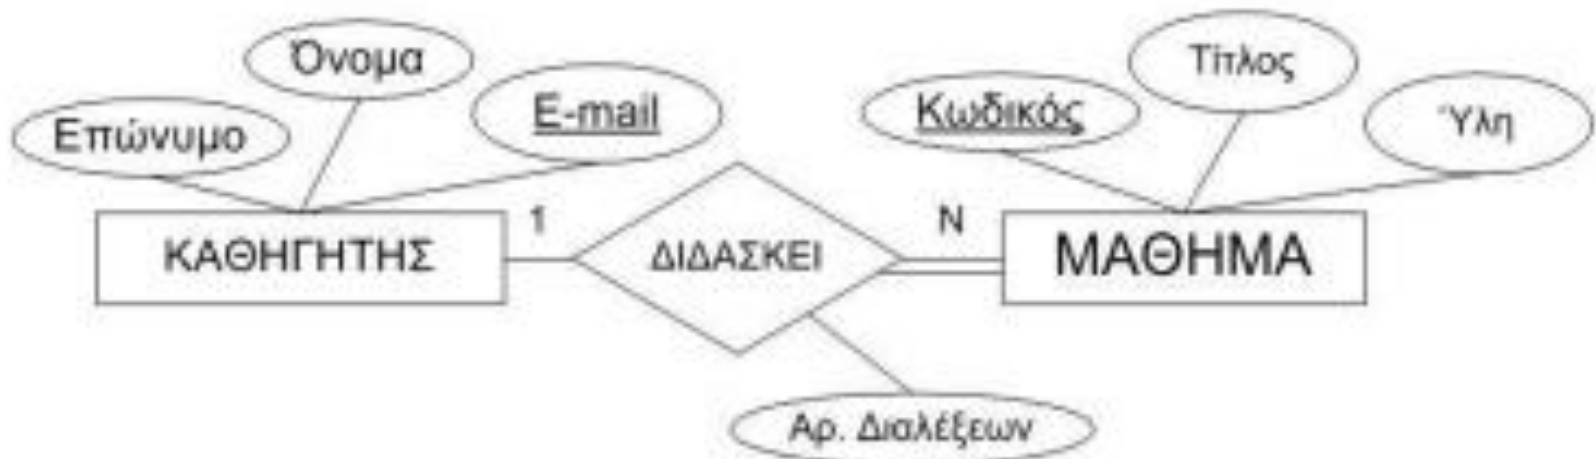 Όνομα
Τίτλος
Επώνυμο
E-mail
Κωδικός
Ύλη
ΚΑΘΗΓΗΤΗΣ
1
ΔΙΔΑΣΚΕΙ
N
ΜΑΘΗΜΑ
Αρ. Διαλέξεων